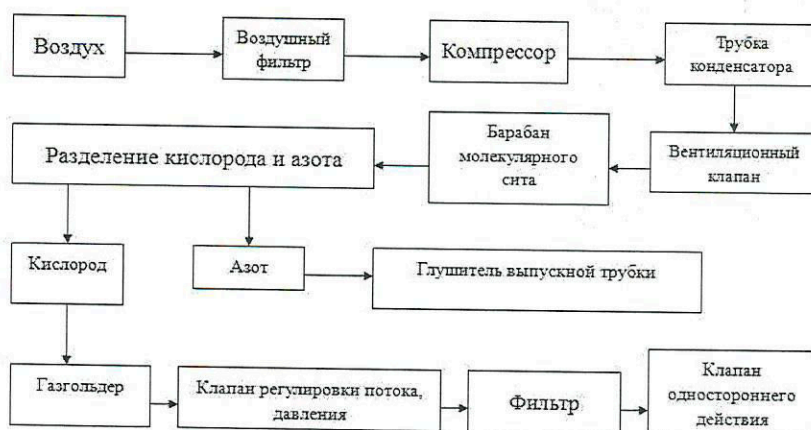 Воздух
Воздушный
фильтр
Компрессор
Трубка
конденсатора
Разделение кислорода и азота
Барабан
молекулярного
сита
Вентиляционный
клапан
Кислород
Азот
Глушитель выпускной трубки
Газгольдер
Клапан регулировки потока,
давления
Фильтр
Клапан
одностороннего
действия